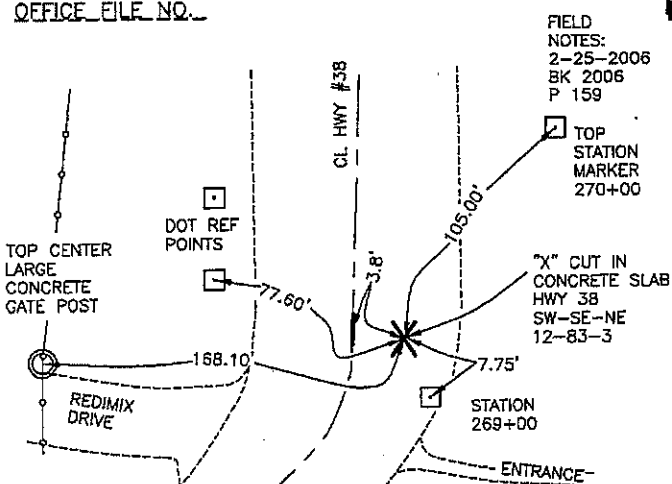 OFFICE FILE NO.
FIELD
NOTES:
2-25-2006
BK 2006
P 159
CL HWY #38
TOP
STATION
MARKER
270+00
DOT REF
POINTS
105.00'
TOP CENTER
LARGE
CONCRETE
GATE POST
3.8'
"X" CUT IN
CONCRETE SLAB
HWY 38
SW-SE-NE
12-83-3
77.60'
168.10
7.75'
REDIMIX
DRIVE
STATION
269+00
ENTRANCE